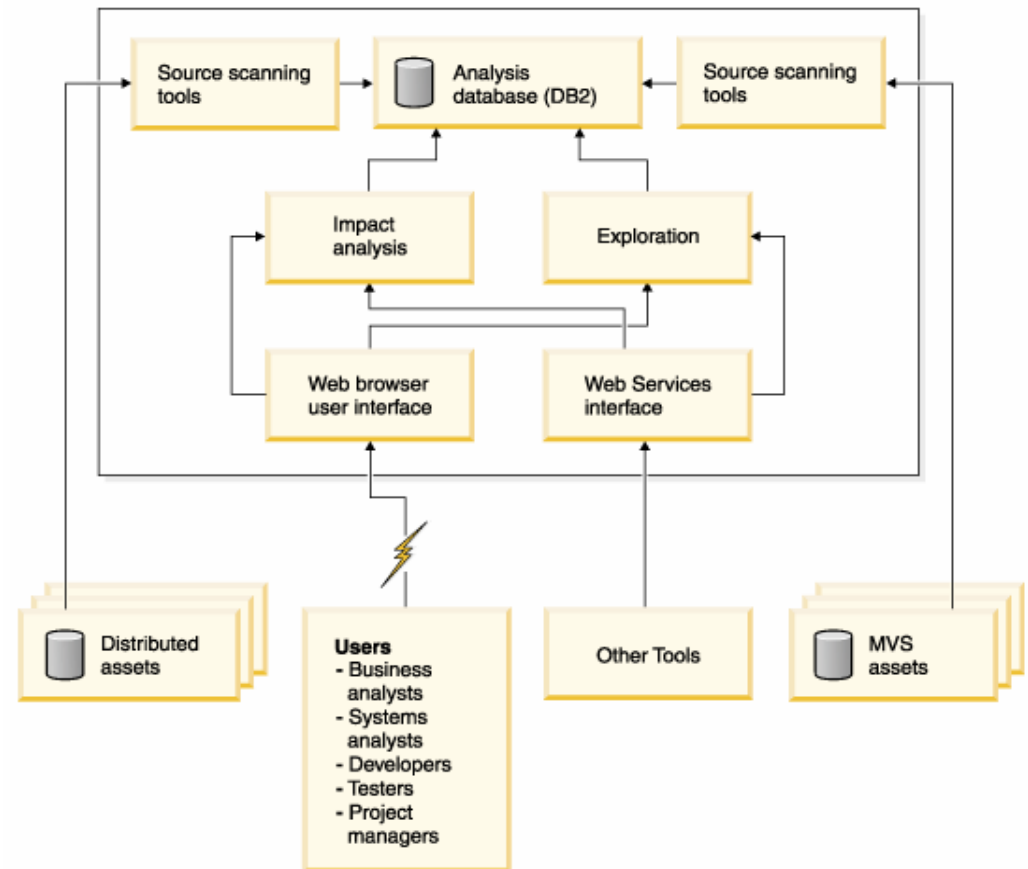 Source scanning
tools
Analysis
database (DB2)
Source scanning
tools
Impact
analysis
Exploration
Web browser
user interface
Web Services
interface
Distributed
assets
Users
- Business
analysts
- Systems
analysts
- Developers
- Testers
- Project
managers
Other Tools
MVS
assets